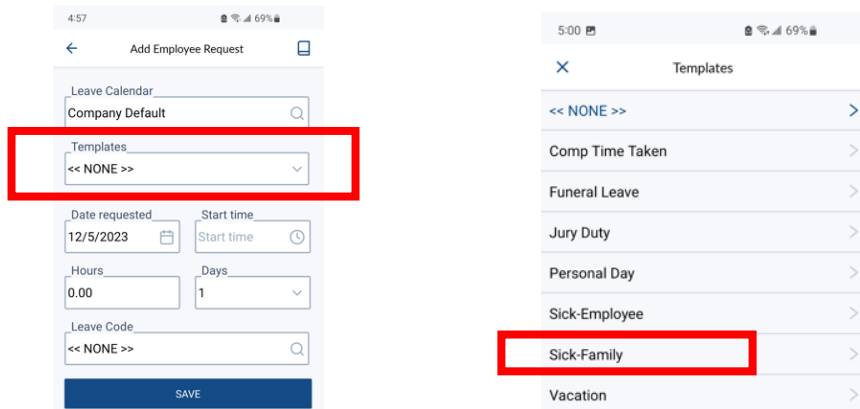 4:57 69%
Add Employee Request
Leave Calendar
Company Default
Templates
<< NONE >>
Date requested Start time
12/5/2023 Start time
Hours Days
0.00 1
Leave Code
<< NONE >>
SAVE
5:00 69%
Templates
<< NONE >>
Comp Time Taken
Funeral Leave
Jury Duty
Personal Day
Sick-Employee
Sick-Family
Vacation